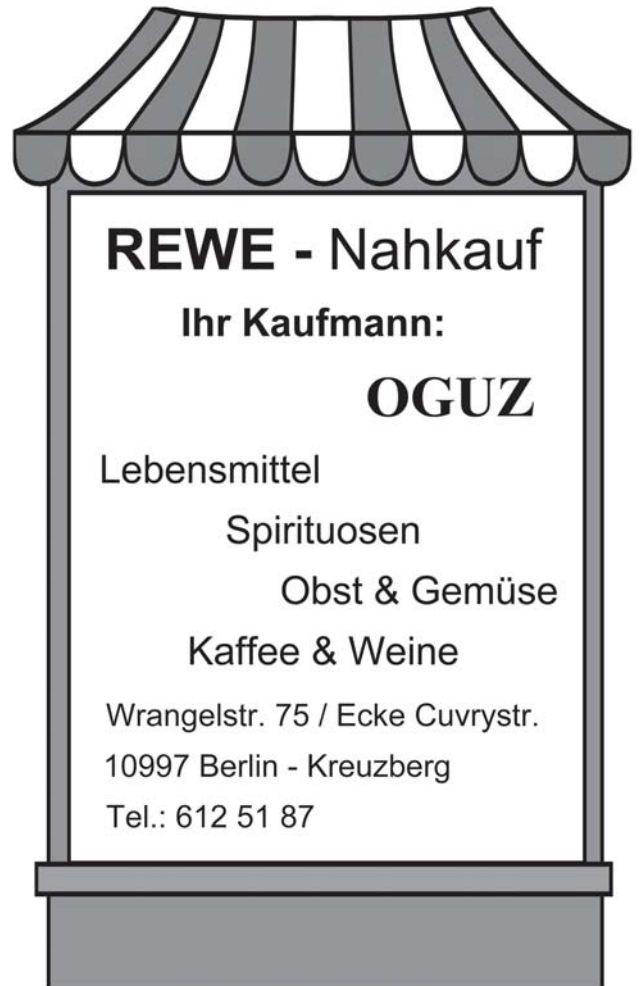 REWE - Nahkauf
Ihr Kaufmann:
OGUZ
Lebensmittel
Spirituosen
Obst & Gemüse
Kaffee & Weine
Wrangelstr. 75 / Ecke Cuvrystr.
10997 Berlin - Kreuzberg
Tel.: 612 51 87